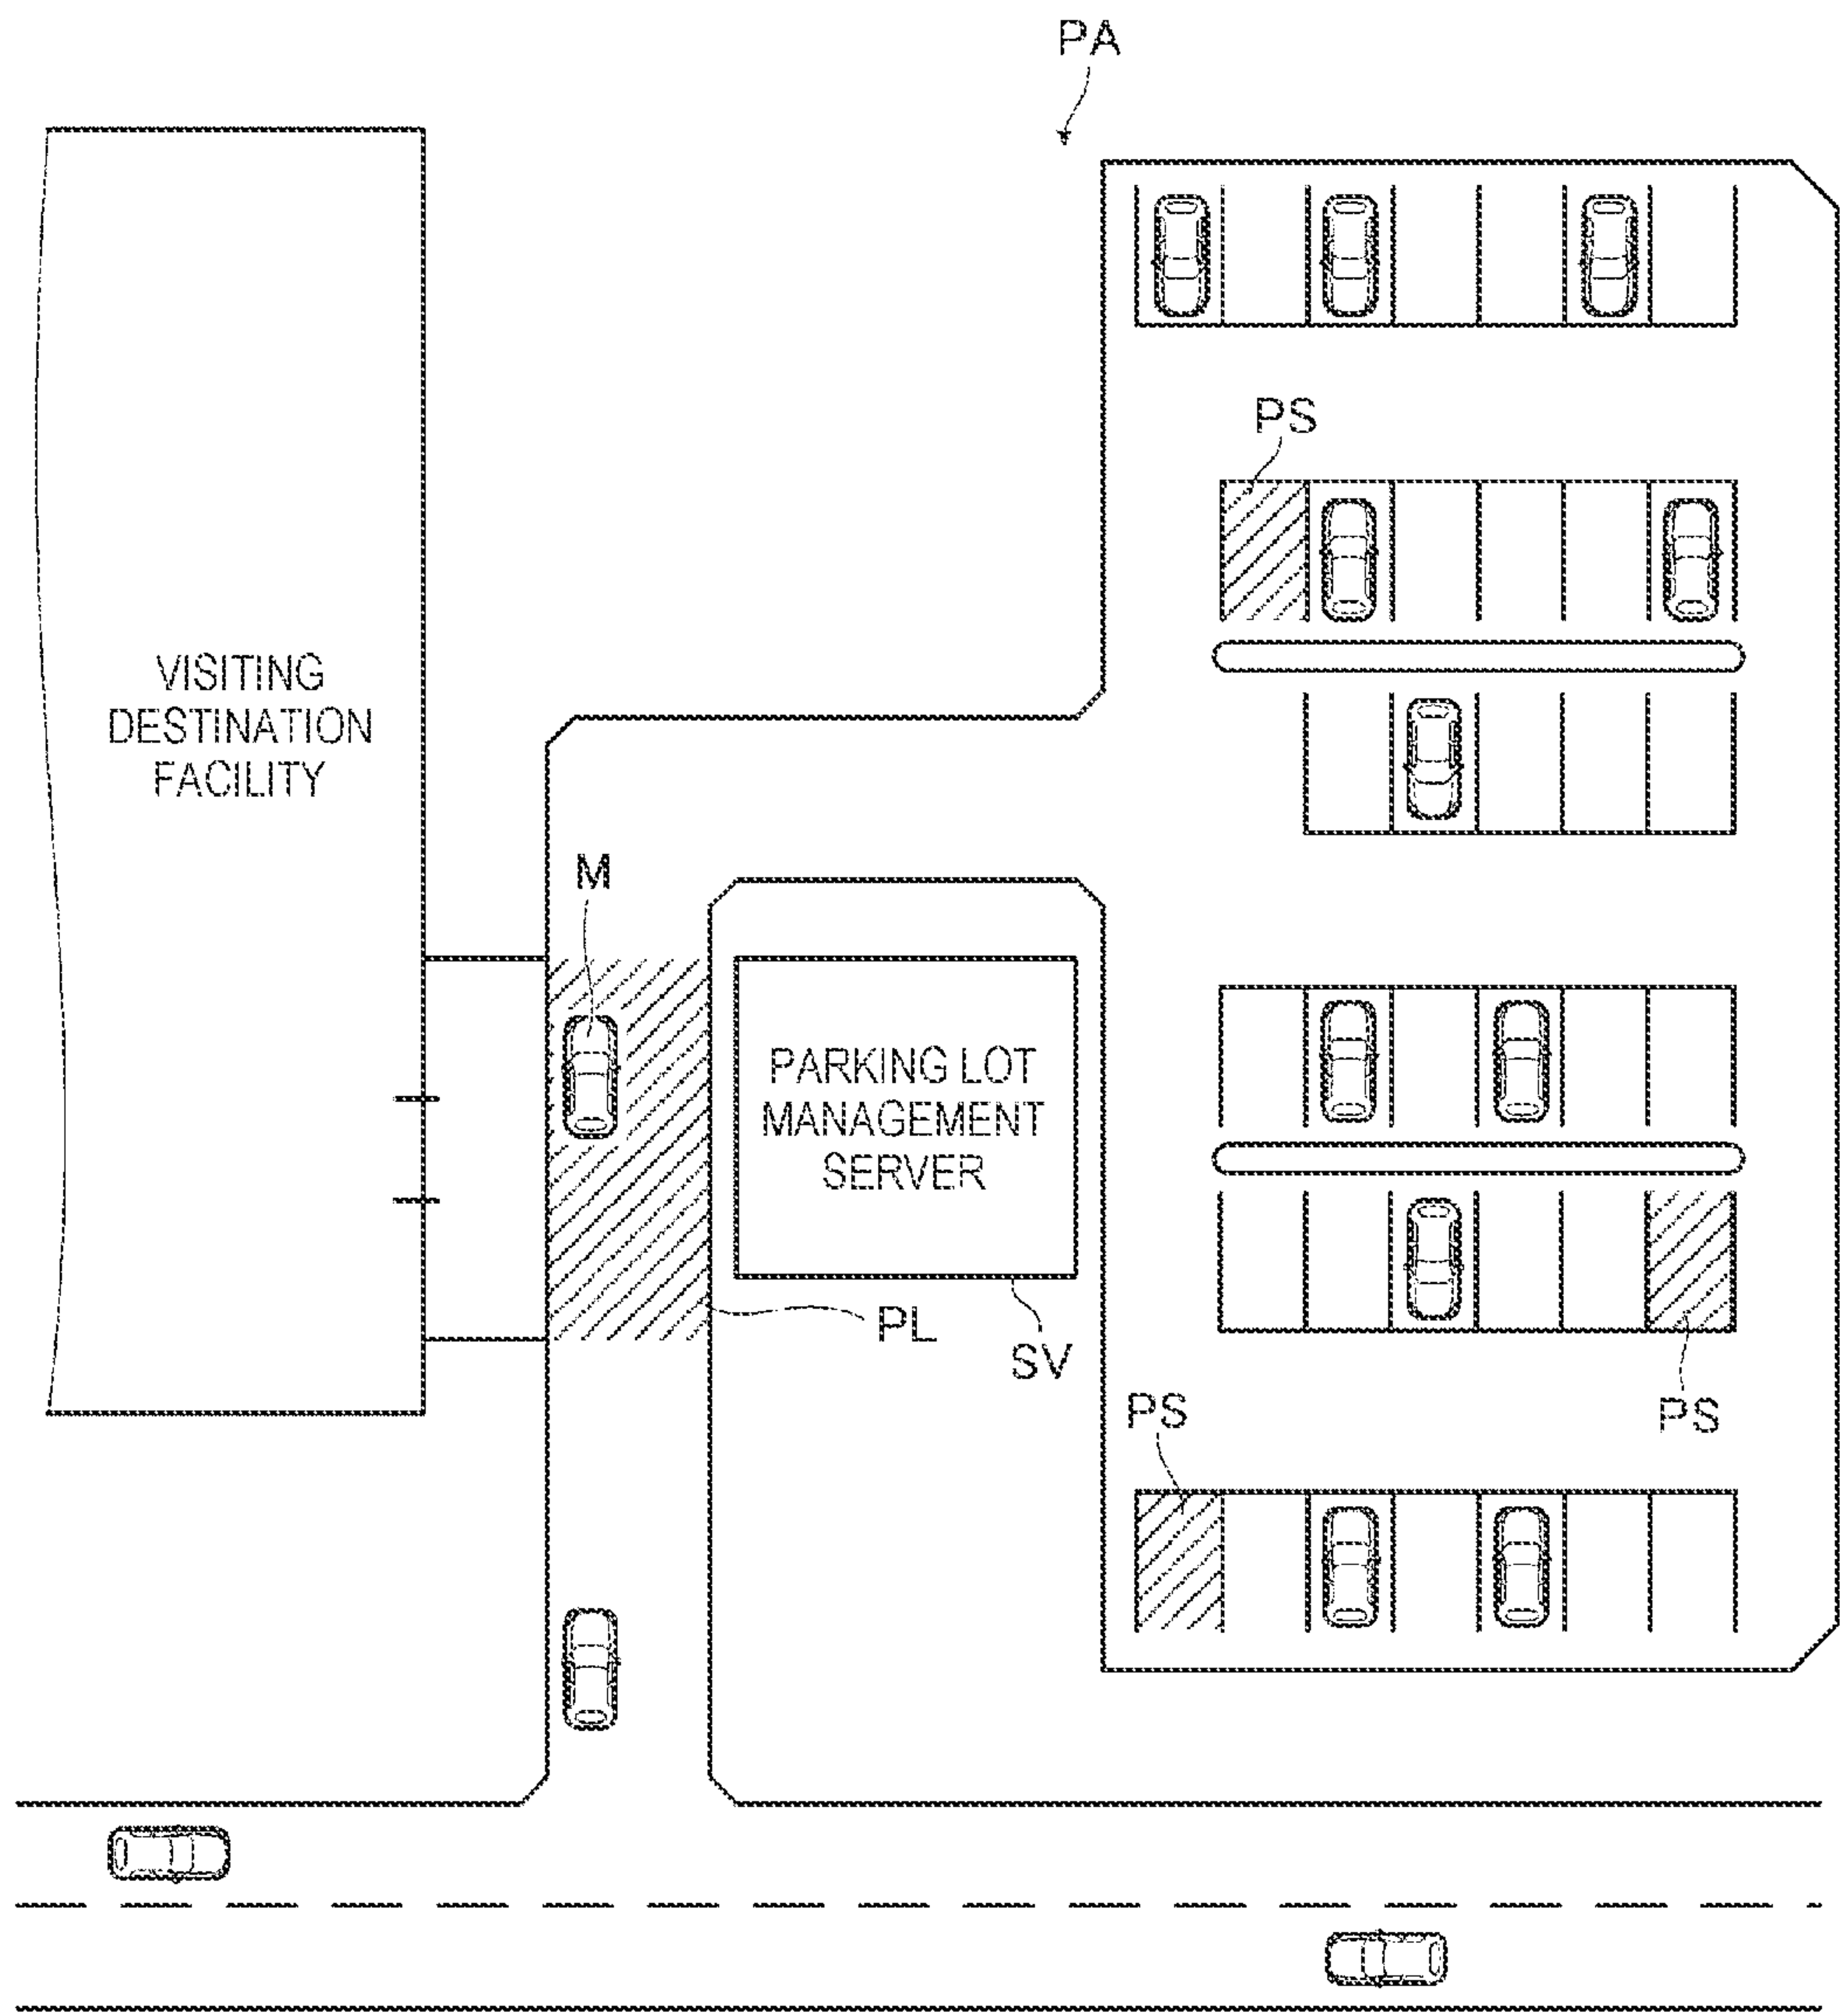 PA
PS
VISITING
DESTINATION
FACILITY
M
PARKING LOT
MANAGEMENT
SERVER
PL
SV
PS
PS